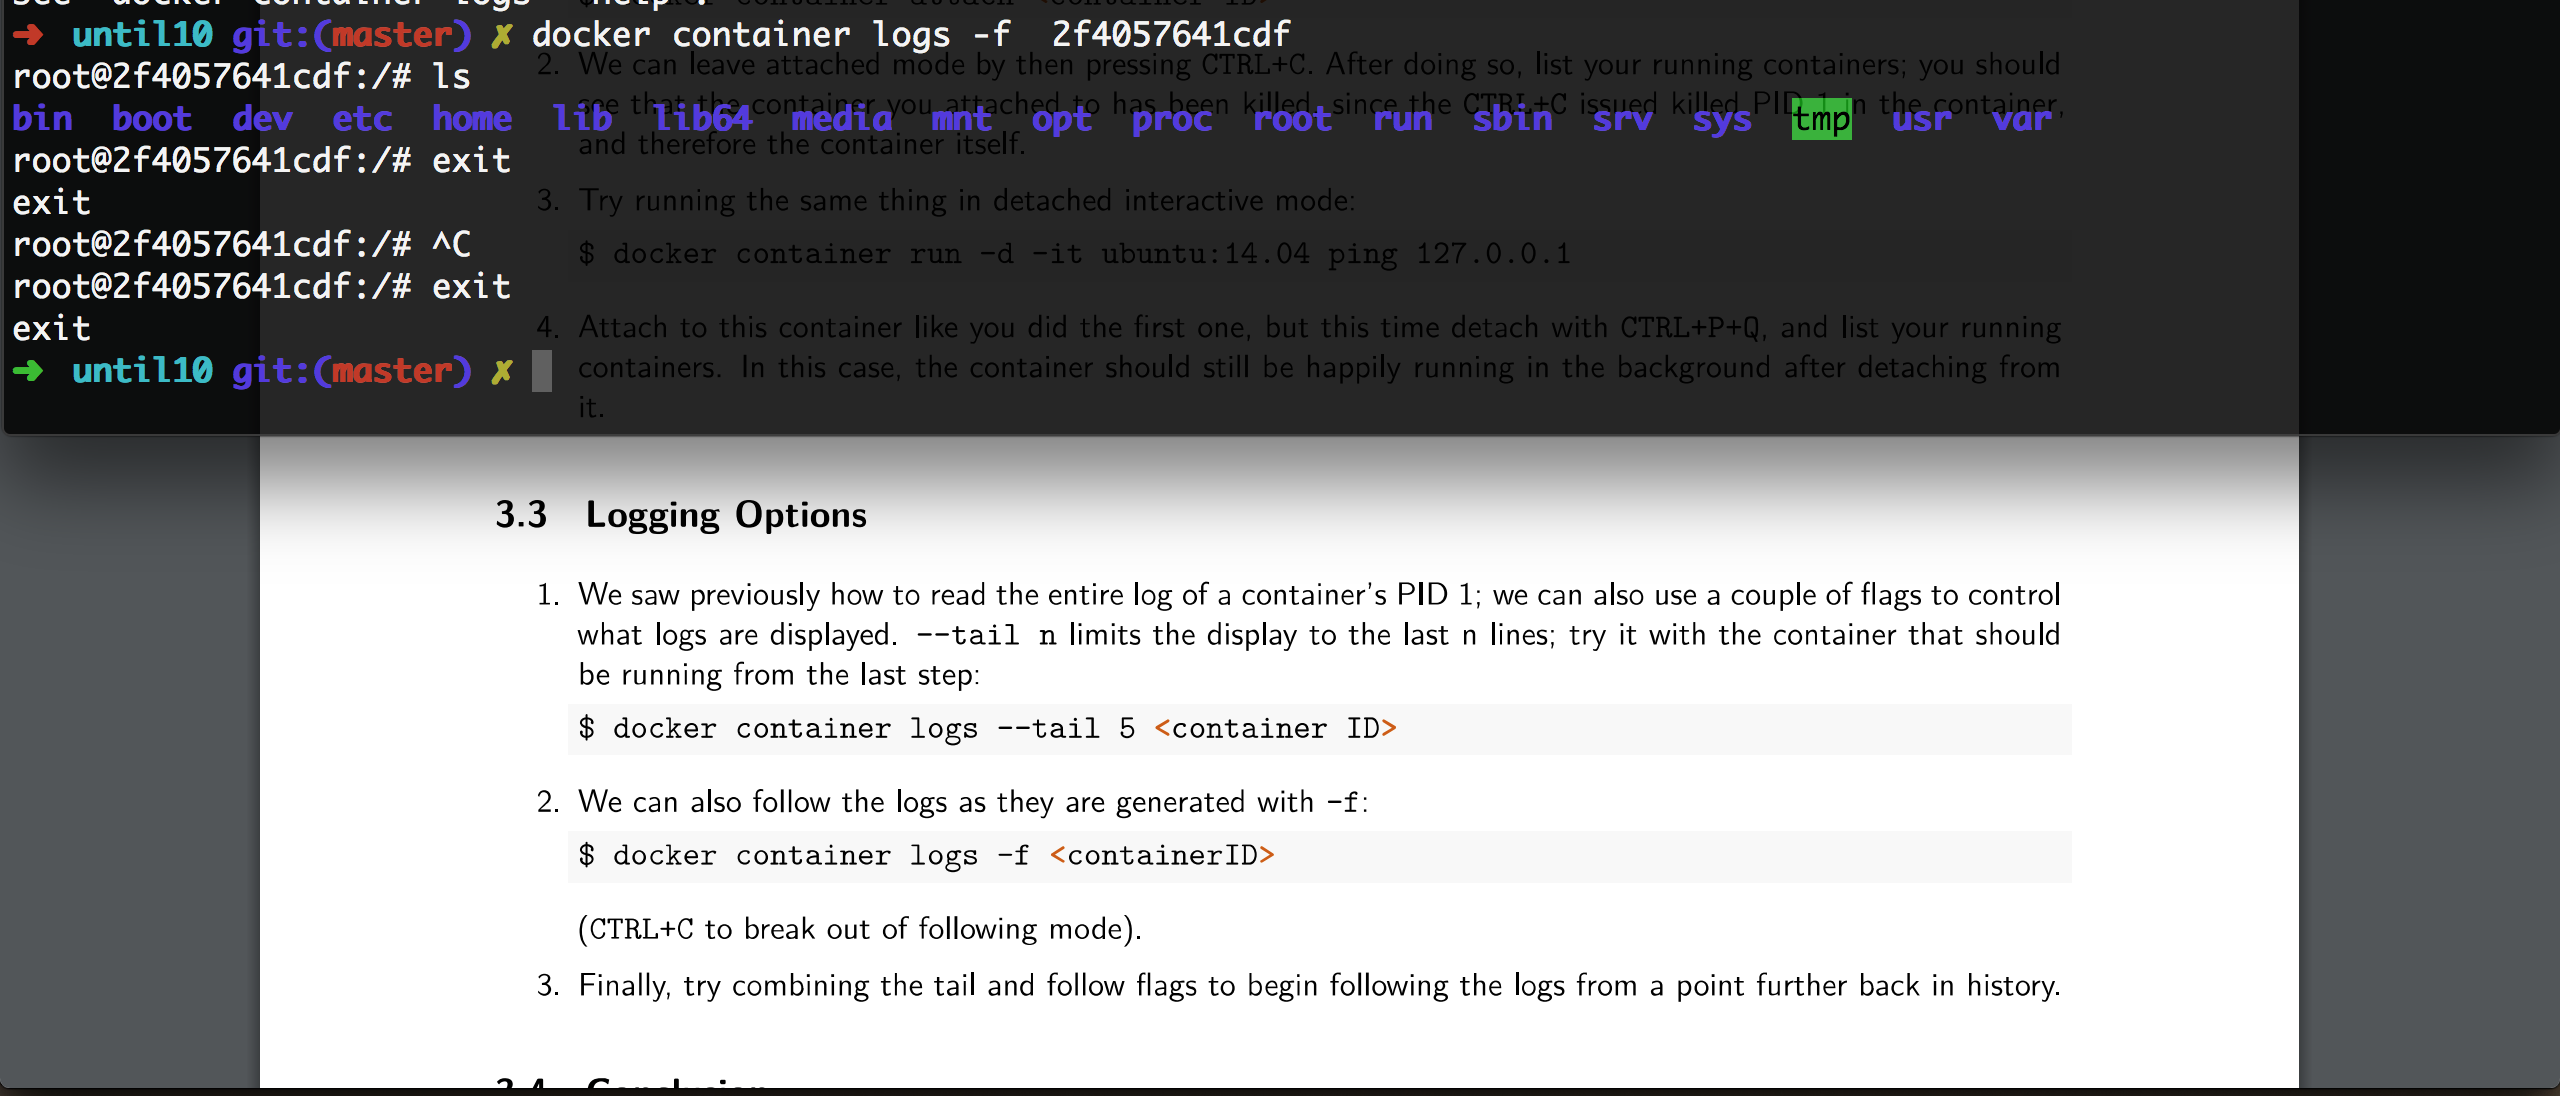 see 'docker container logs --help'.
➜ until10 git:(master) ✗ docker container logs -f 2f4057641cdf
root@2f4057641cdf:/# ls
bin boot dev etc home lib lib64 media mnt opt proc root run sbin srv sys tmp usr var
root@2f4057641cdf:/# exit
exit
root@2f4057641cdf:/# ^C
root@2f4057641cdf:/# exit
exit
➜ until10 git:(master) ✗
$ docker container attach <container ID>
2. We can leave attached mode by then pressing CTRL+C. After doing so, list your running containers; you should
see that the container you attached to has been killed, since the CTRL+C issued killed PID 1 in the container,
and therefore the container itself.
3. Try running the same thing in detached interactive mode:
$ docker container run -d -it ubuntu:14.04 ping 127.0.0.1
4. Attach to this container like you did the first one, but this time detach with CTRL+P+Q, and list your running
containers. In this case, the container should still be happily running in the background after detaching from
it.
3.3 Logging Options
1. We saw previously how to read the entire log of a container's PID 1; we can also use a couple of flags to control
what logs are displayed. --tail n limits the display to the last n lines; try it with the container that should
be running from the last step:
$ docker container logs --tail 5 <container ID>
2. We can also follow the logs as they are generated with -f:
$ docker container logs -f <containerID>
(CTRL+C to break out of following mode).
3. Finally, try combining the tail and follow flags to begin following the logs from a point further back in history.
3.4 Conclusion